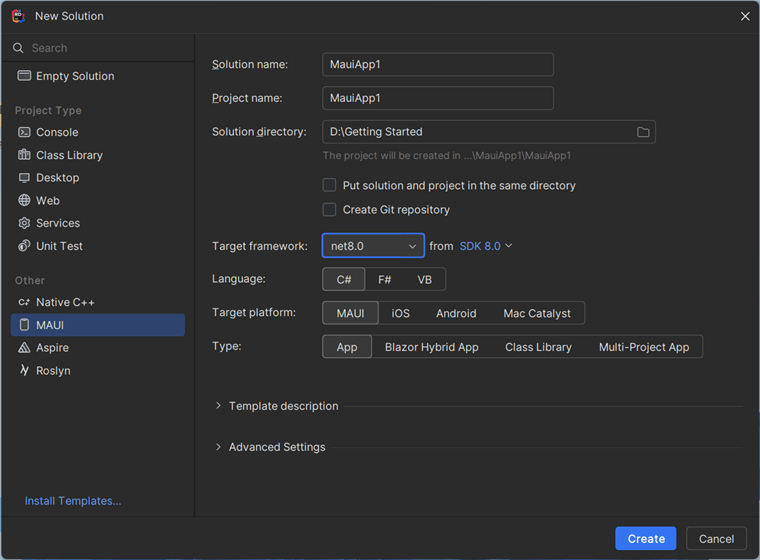 New Solution
Search
Empty Solution
Project Type
Console
Class Library
Desktop
Web
Services
Unit Test
Other
Native C++
MAUI
Aspire
Roslyn
Install Templates...
Solution name: MauiApp1
Project name: MauiApp1
Solution directory: D:\Getting Started
The project will be created in ...\MauiApp1\MauiApp1
Put solution and project in the same directory
Create Git repository
Target framework: net8.0 from SDK 8.0
Language: C# F# VB
Target platform: MAUI iOS Android Mac Catalyst
Type: App Blazor Hybrid App Class Library Multi-Project App
Template description
Advanced Settings
Create Cancel